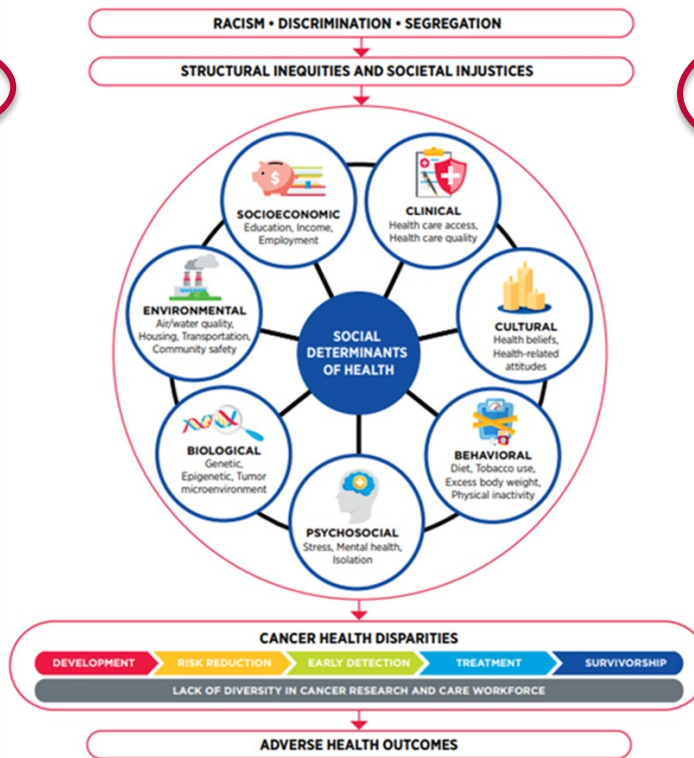 RACISM • DISCRIMINATION • SEGREGATION
STRUCTURAL INEQUITIES AND SOCIETAL INJUSTICES
$
SOCIOECONOMIC
Education, Income,
Employment
CLINICAL
Health care access,
Health care quality
ENVIRONMENTAL
Air/water quality,
Housing, Transportation,
Community safety
SOCIAL
DETERMINANTS
OF HEALTH
CULTURAL
Health beliefs,
Health-related
attitudes
BIOLOGICAL
Genetic,
Epigenetic, Tumor
microenvironment
BEHAVIORAL
Diet, Tobacco use,
Excess body weight,
Physical inactivity
PSYCHOSOCIAL
Stress, Mental health,
Isolation
CANCER HEALTH DISPARITIES
DEVELOPMENT RISK REDUCTION EARLY DETECTION TREATMENT SURVIVORSHIP
LACK OF DIVERSITY IN CANCER RESEARCH AND CARE WORKFORCE
ADVERSE HEALTH OUTCOMES